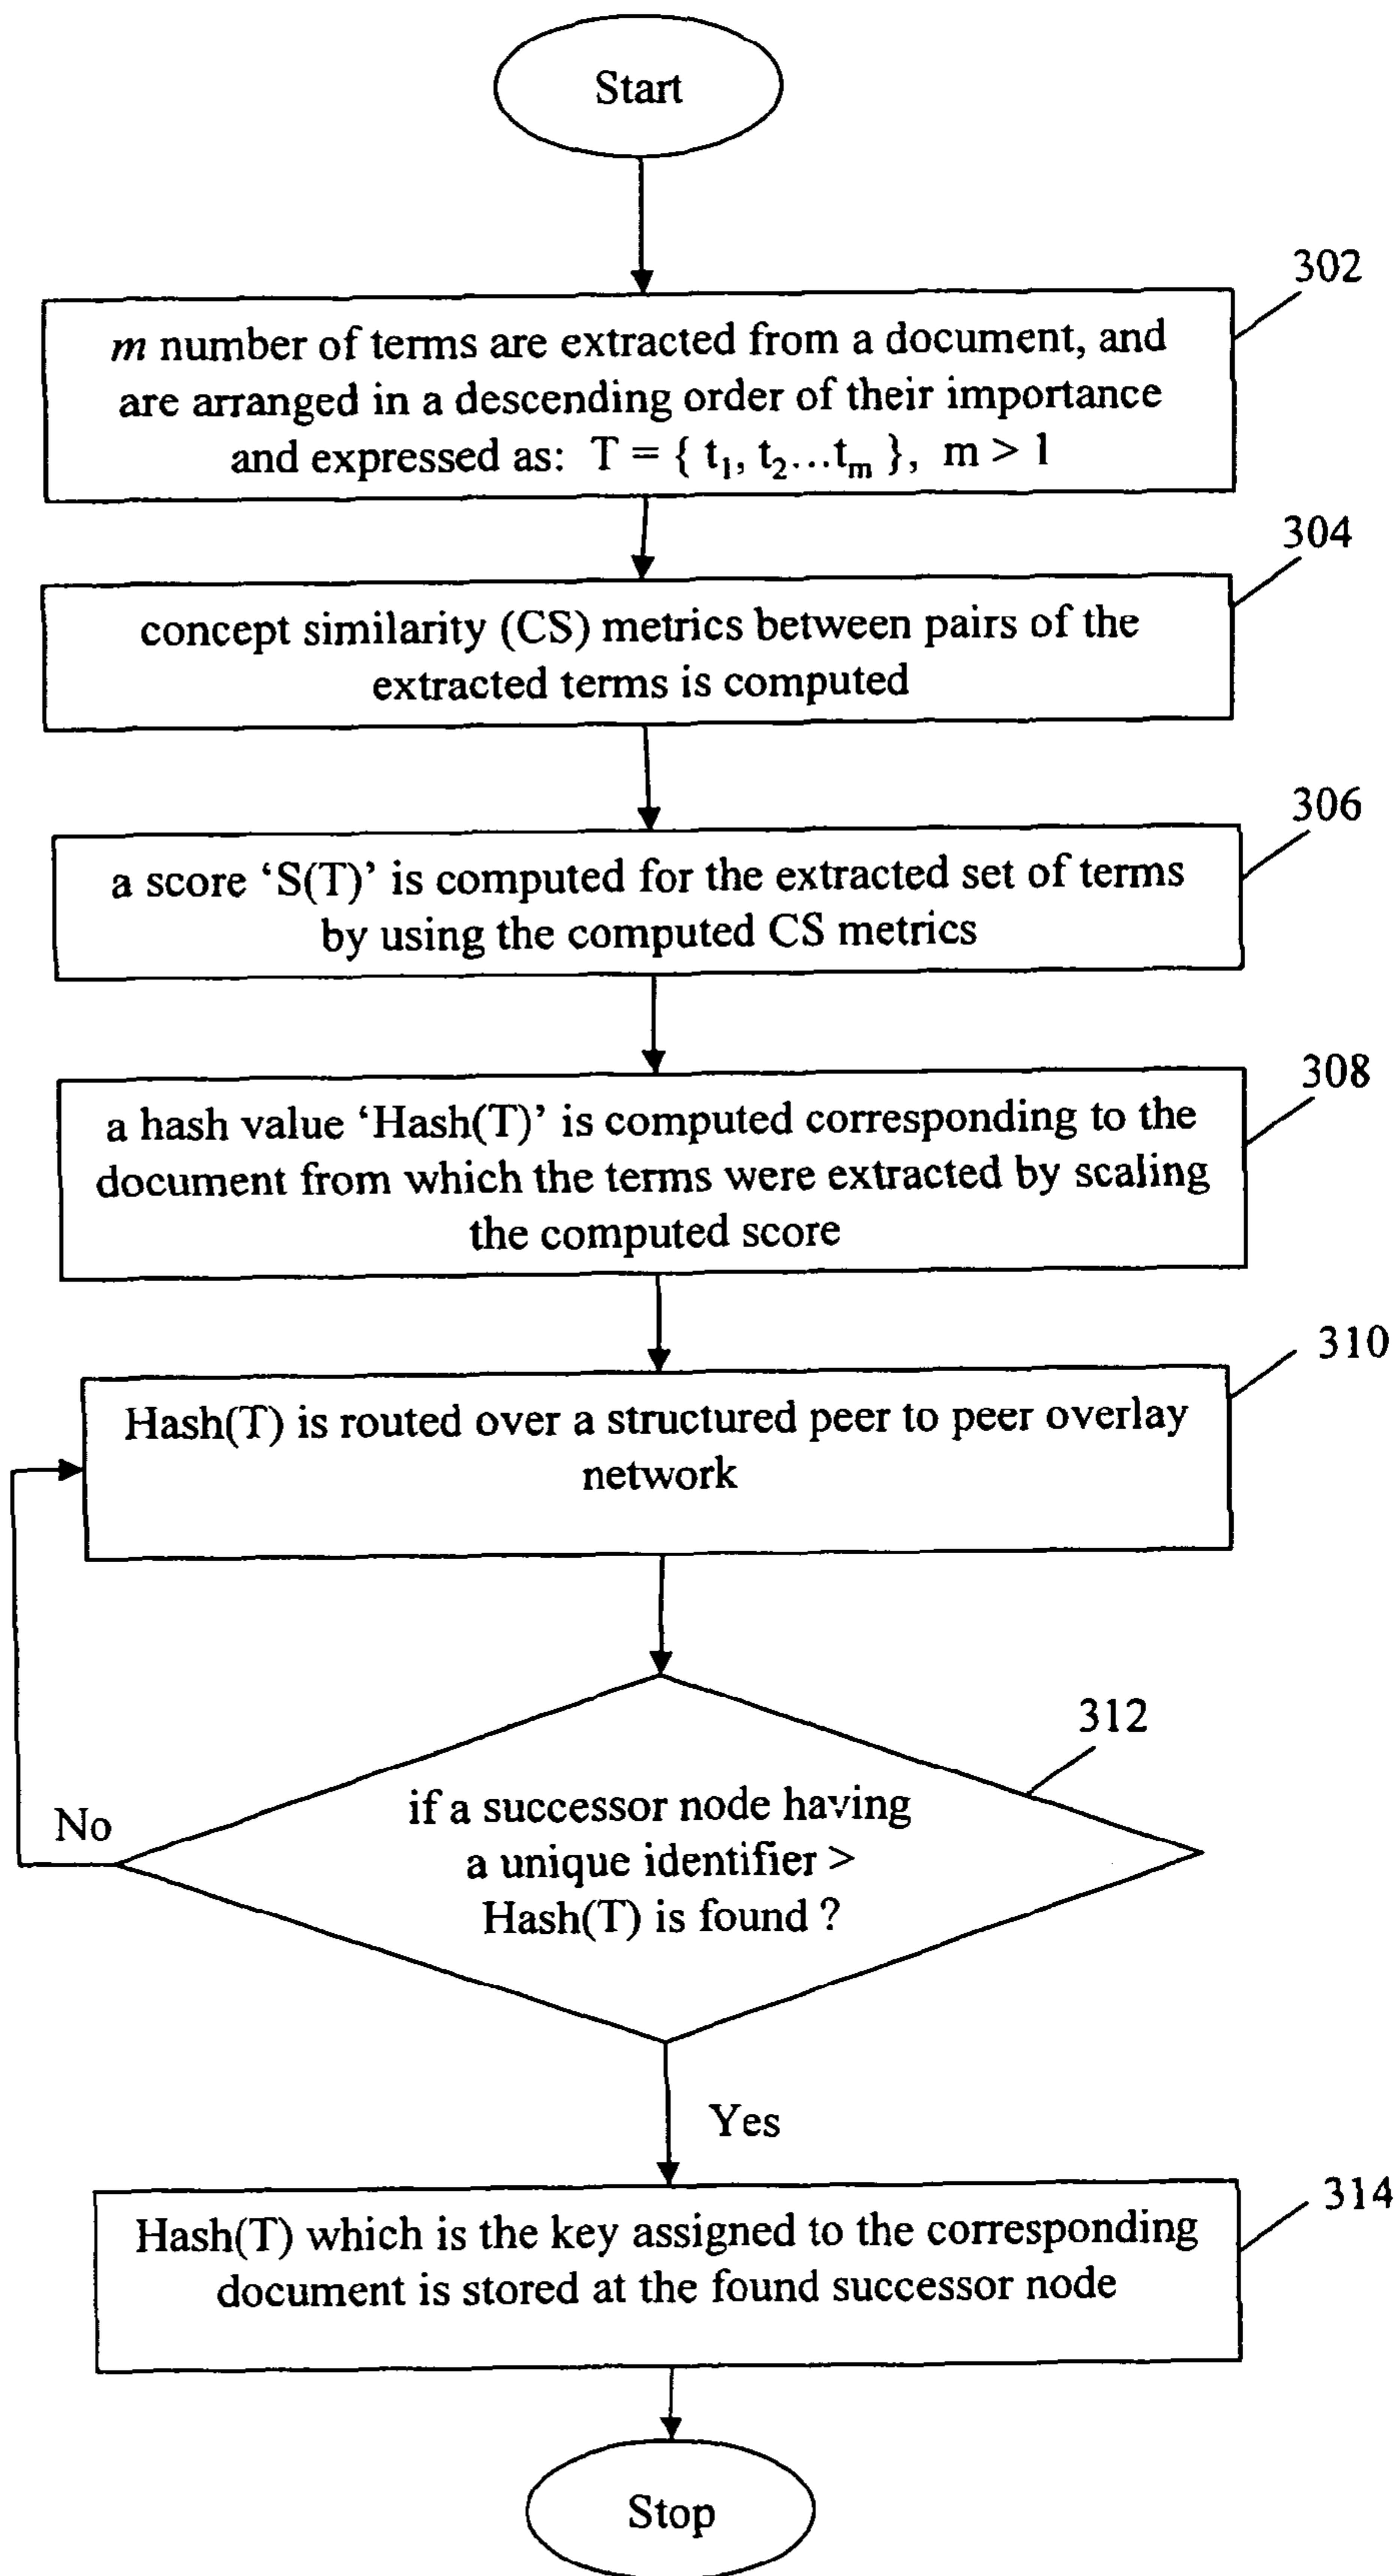 Start
302
m number of terms are extracted from a document, and
are arranged in a descending order of their importance
and expressed as: T = { t₁, t₂...tₘ }, m > 1
304
concept similarity (CS) metrics between pairs of the
extracted terms is computed
306
a score ‘S(T)’ is computed for the extracted set of terms
by using the computed CS metrics
308
a hash value ‘Hash(T)’ is computed corresponding to the
document from which the terms were extracted by scaling
the computed score
310
Hash(T) is routed over a structured peer to peer overlay
network
312
if a successor node having
a unique identifier >
Hash(T) is found ?
No
Yes
314
Hash(T) which is the key assigned to the corresponding
document is stored at the found successor node
Stop